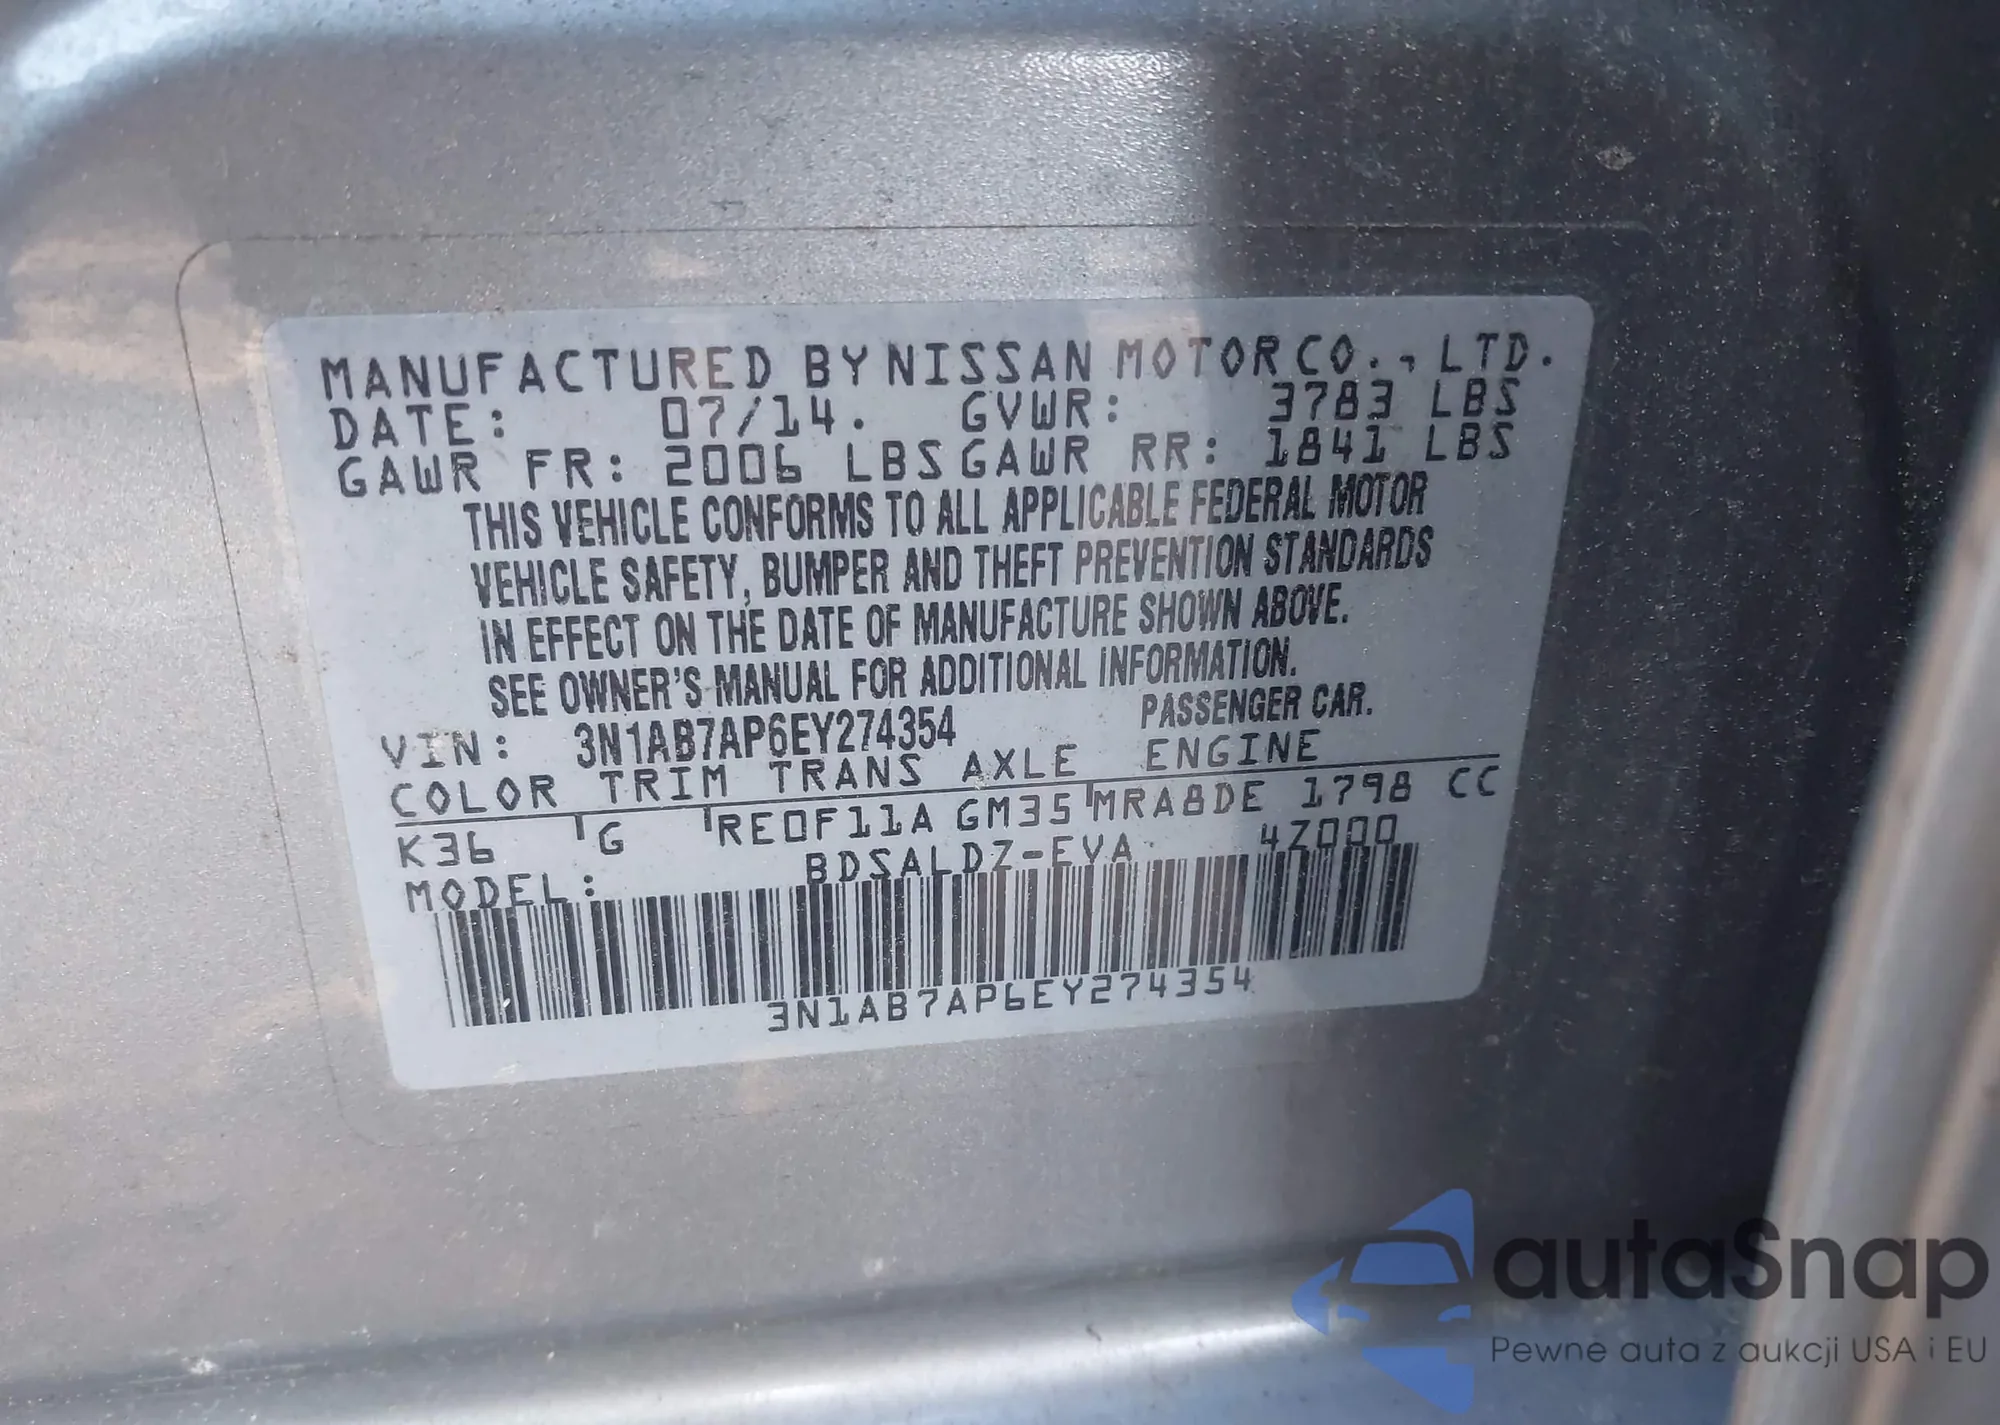 MANUFACTURED BY NISSAN MOTOR CO., LTD.
DATE: 07/14. GVWR: 3783 LBS
GAWR FR: 2006 LBS GAWR RR: 1841 LBS
THIS VEHICLE CONFORMS TO ALL APPLICABLE FEDERAL MOTOR
VEHICLE SAFETY, BUMPER AND THEFT PREVENTION STANDARDS
IN EFFECT ON THE DATE OF MANUFACTURE SHOWN ABOVE.
SEE OWNER'S MANUAL FOR ADDITIONAL INFORMATION.
VIN: 3N1AB7AP6EY274354 PASSENGER CAR.
COLOR TRIM TRANS AXLE ENGINE
K36 G RE0F11A GM35 MRA8DE 1798 CC
MODEL: BDSALDZ-EVA 4Z000
3N1AB7AP6EY274354
autaSnap
Pewne auta z aukcji USA i EU